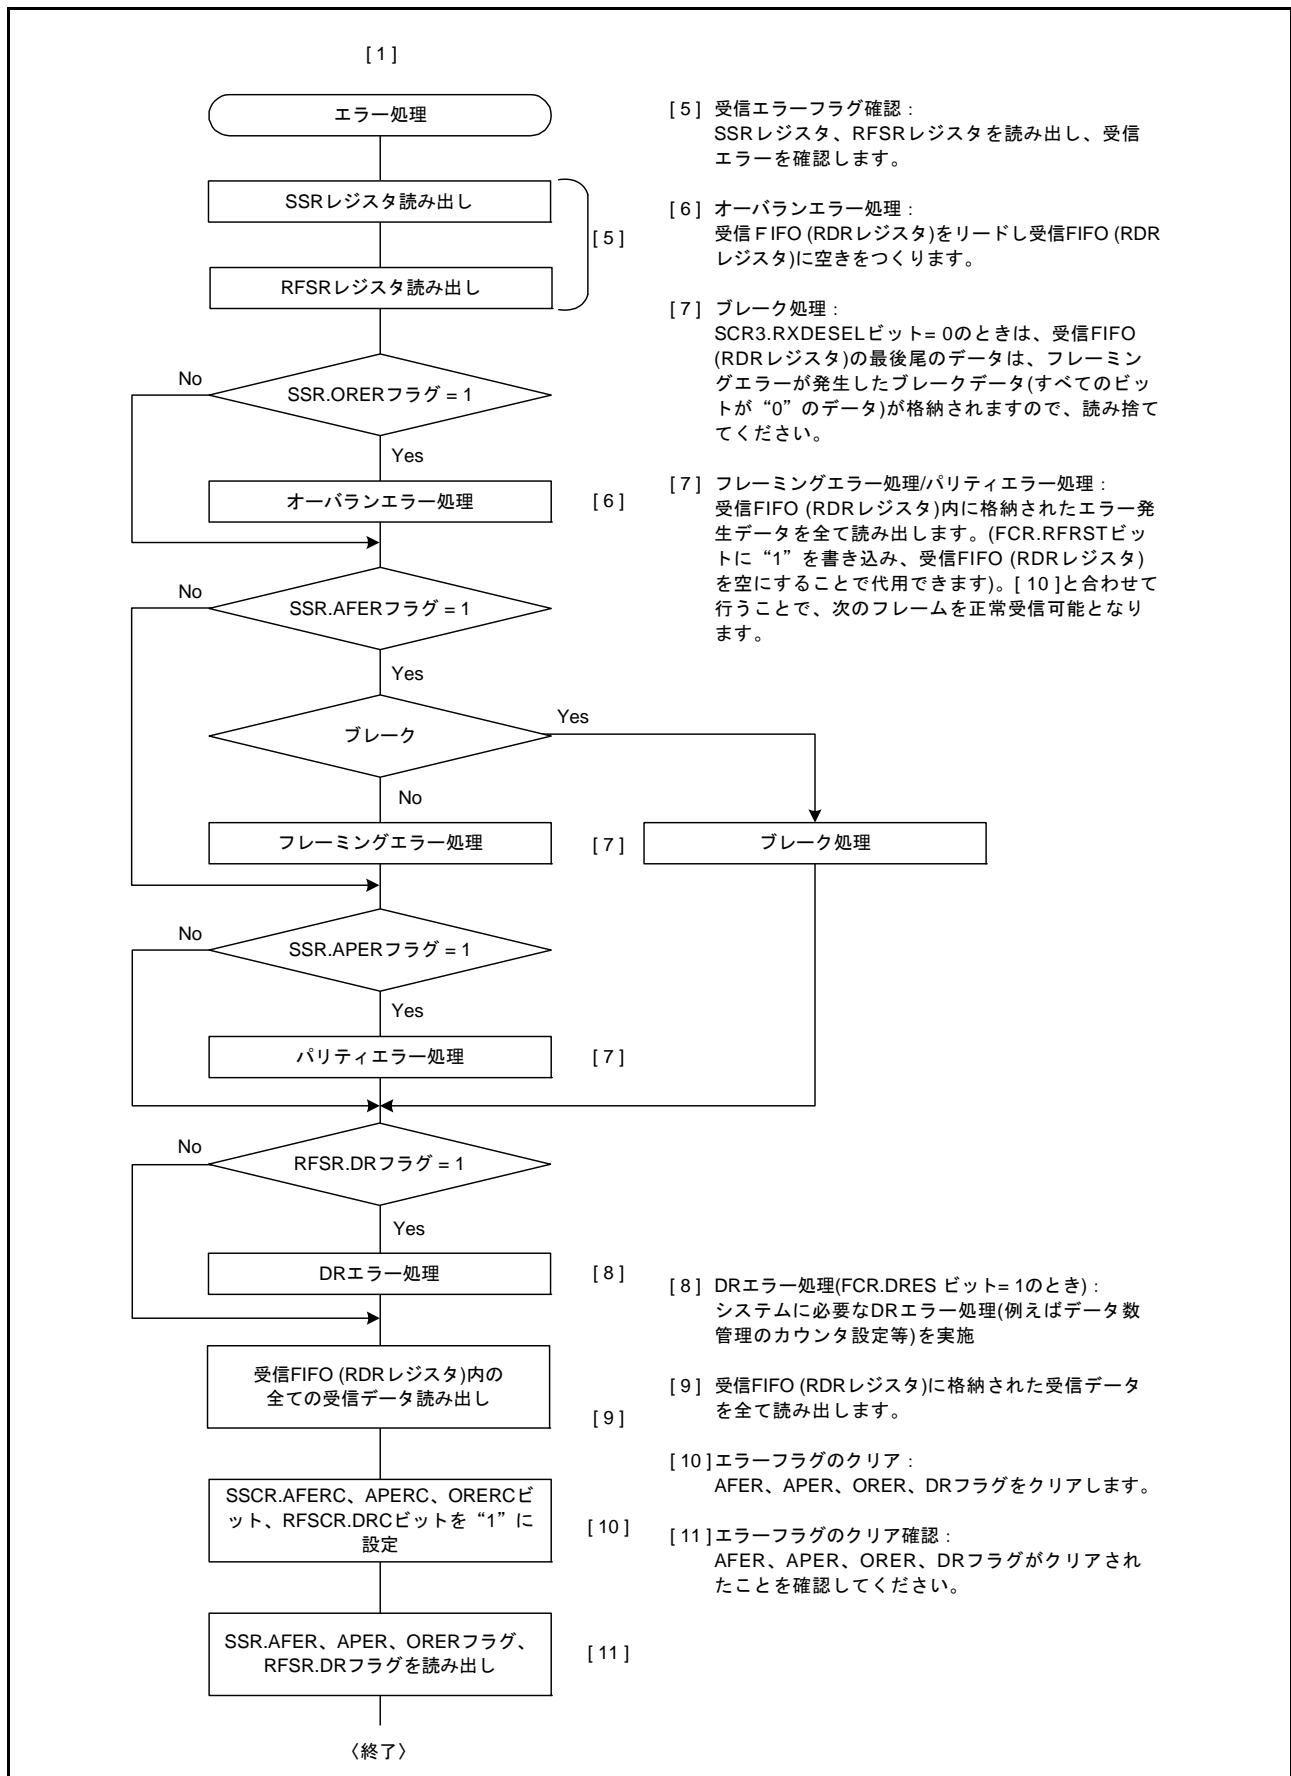 [ 1 ]
エラー処理
SSRレジスタ読み出し
[ 5 ]
RFSRレジスタ読み出し
No
SSR.ORERフラグ = 1
Yes
オーバランエラー処理
[ 6 ]
No
SSR.AFERフラグ = 1
Yes
ブレーク
Yes
No
フレーミングエラー処理
[ 7 ]
ブレーク処理
No
SSR.APERフラグ = 1
Yes
パリティエラー処理
[ 7 ]
No
RFSR.DRフラグ = 1
Yes
DRエラー処理
[ 8 ]
受信FIFO (RDRレジスタ)内の
全ての受信データ読み出し
[ 9 ]
SSCR.AFERC、APERC、ORERCビ
ット、RFSCR.DRCビットを“1”に
設定
[ 10 ]
SSR.AFER、APER、ORERフラグ、
RFSR.DRフラグを読み出し
[ 11 ]
〈終了〉
[ 5 ] 受信エラーフラグ確認：
SSRレジスタ、RFSRレジスタを読み出し、受信
エラーを確認します。
[ 6 ] オーバランエラー処理：
受信ＦIFO (RDRレジスタ)をリードし受信FIFO (RDR
レジスタ)に空きをつくります。
[ 7 ] ブレーク処理：
SCR3.RXDESELビット= 0のときは、受信FIFO
(RDRレジスタ)の最後尾のデータは、フレーミン
グエラーが発生したブレークデータ(すべてのビッ
トが“0”のデータ)が格納されますので、読み捨て
てください。
[ 7 ] フレーミングエラー処理/パリティエラー処理：
受信FIFO (RDRレジスタ)内に格納されたエラー発
生データを全て読み出します。(FCR.RFRSTビッ
トに“1”を書き込み、受信FIFO (RDRレジスタ)
を空にすることで代用できます)。[ 10 ]と合わせて
行うことで、次のフレームを正常受信可能となり
ます。
[ 8 ] DRエラー処理(FCR.DRES ビット= 1のとき)：
システムに必要なDRエラー処理(例えばデータ数
管理のカウンタ設定等)を実施
[ 9 ] 受信FIFO (RDRレジスタ)に格納された受信データ
を全て読み出します。
[ 10 ]エラーフラグのクリア：
AFER、APER、ORER、DRフラグをクリアします。
[ 11 ]エラーフラグのクリア確認：
AFER、APER、ORER、DRフラグがクリアされ
たことを確認してください。